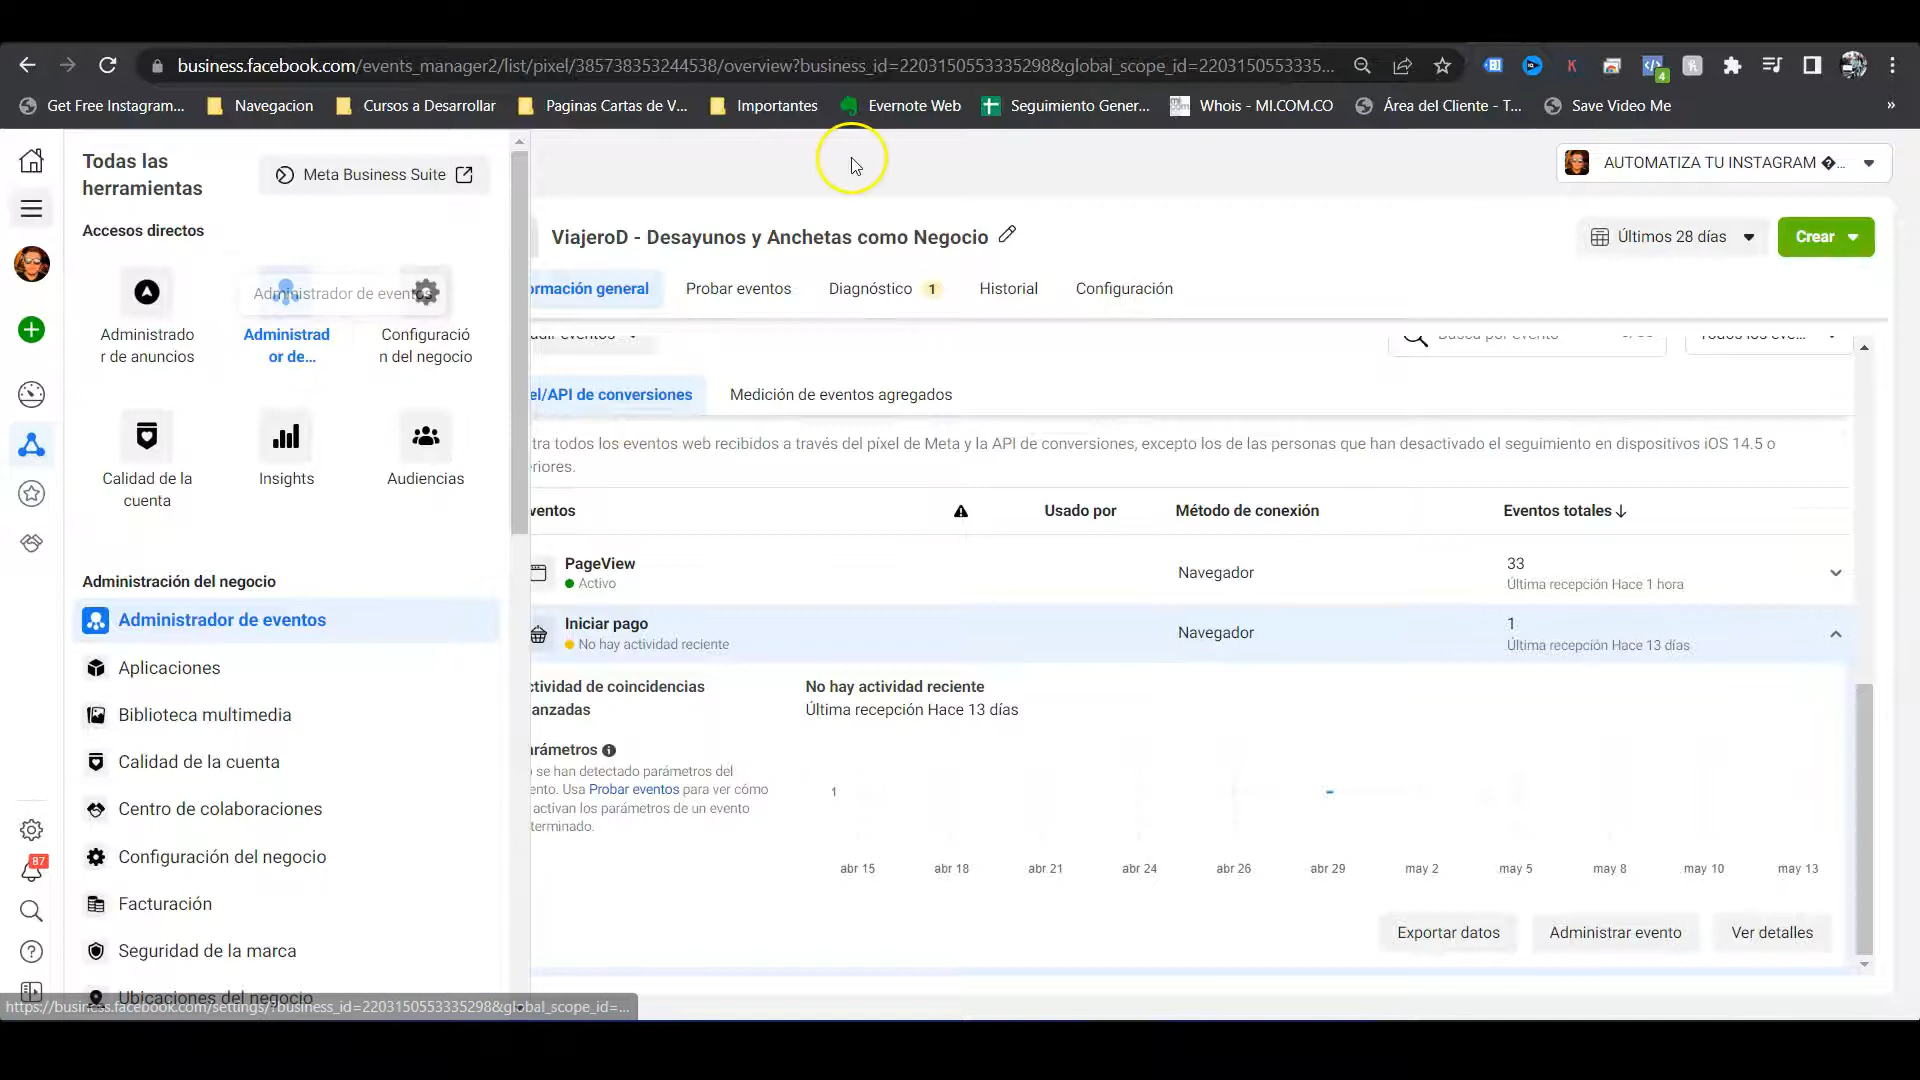 business.facebook.com/events_manager2/list/pixel/385738353244538/overview?business_id=2203150553335298&global_scope_id=22031505533335...
4
Get Free Instagram...
Navegacion
Cursos a Desarrollar
Paginas Cartas de V...
Importantes
Evernote Web
Seguimiento Gener...
Whois - MI.COM.CO
Área del Cliente - T...
Save Video Me
»
Todas las
herramientas
Meta Business Suite
AUTOMATIZA TU INSTAGRAM �...
Accesos directos
ViajeroD - Desayunos y Anchetas como Negocio
Últimos 28 días
Crear
ormación general
Probar eventos
Diagnóstico 1
Historial
Configuración
Administrador de eventos
Administrado
r de anuncios
Administrad
or de...
Configuració
n del negocio
Calidad de la
cuenta
Insights
Audiencias
el/API de conversiones
Medición de eventos agregados
tra todos los eventos web recibidos a través del píxel de Meta y la API de conversiones, excepto los de las personas que han desactivado el seguimiento en dispositivos iOS 14.5 o
eriores.
ventos
Usado por
Método de conexión
Eventos totales
PageView
Activo
Navegador
33
Última recepción Hace 1 hora
Iniciar pago
No hay actividad reciente
Navegador
1
Última recepción Hace 13 días
ctividad de coincidencias
anzadas
No hay actividad reciente
Última recepción Hace 13 días
arámetros
se han detectado parámetros del
ento. Usa Probar eventos para ver cómo
activan los parámetros de un evento
terminado.
1
abr 15
abr 18
abr 21
abr 24
abr 26
abr 29
may 2
may 5
may 8
may 10
may 13
Exportar datos
Administrar evento
Ver detalles
Administración del negocio
Administrador de eventos
Aplicaciones
Biblioteca multimedia
Calidad de la cuenta
Centro de colaboraciones
Configuración del negocio
Facturación
Seguridad de la marca
Ubicaciones del negocio
87
https://business.facebook.com/settings/?business_id=2203150553335298&global_scope_id=...